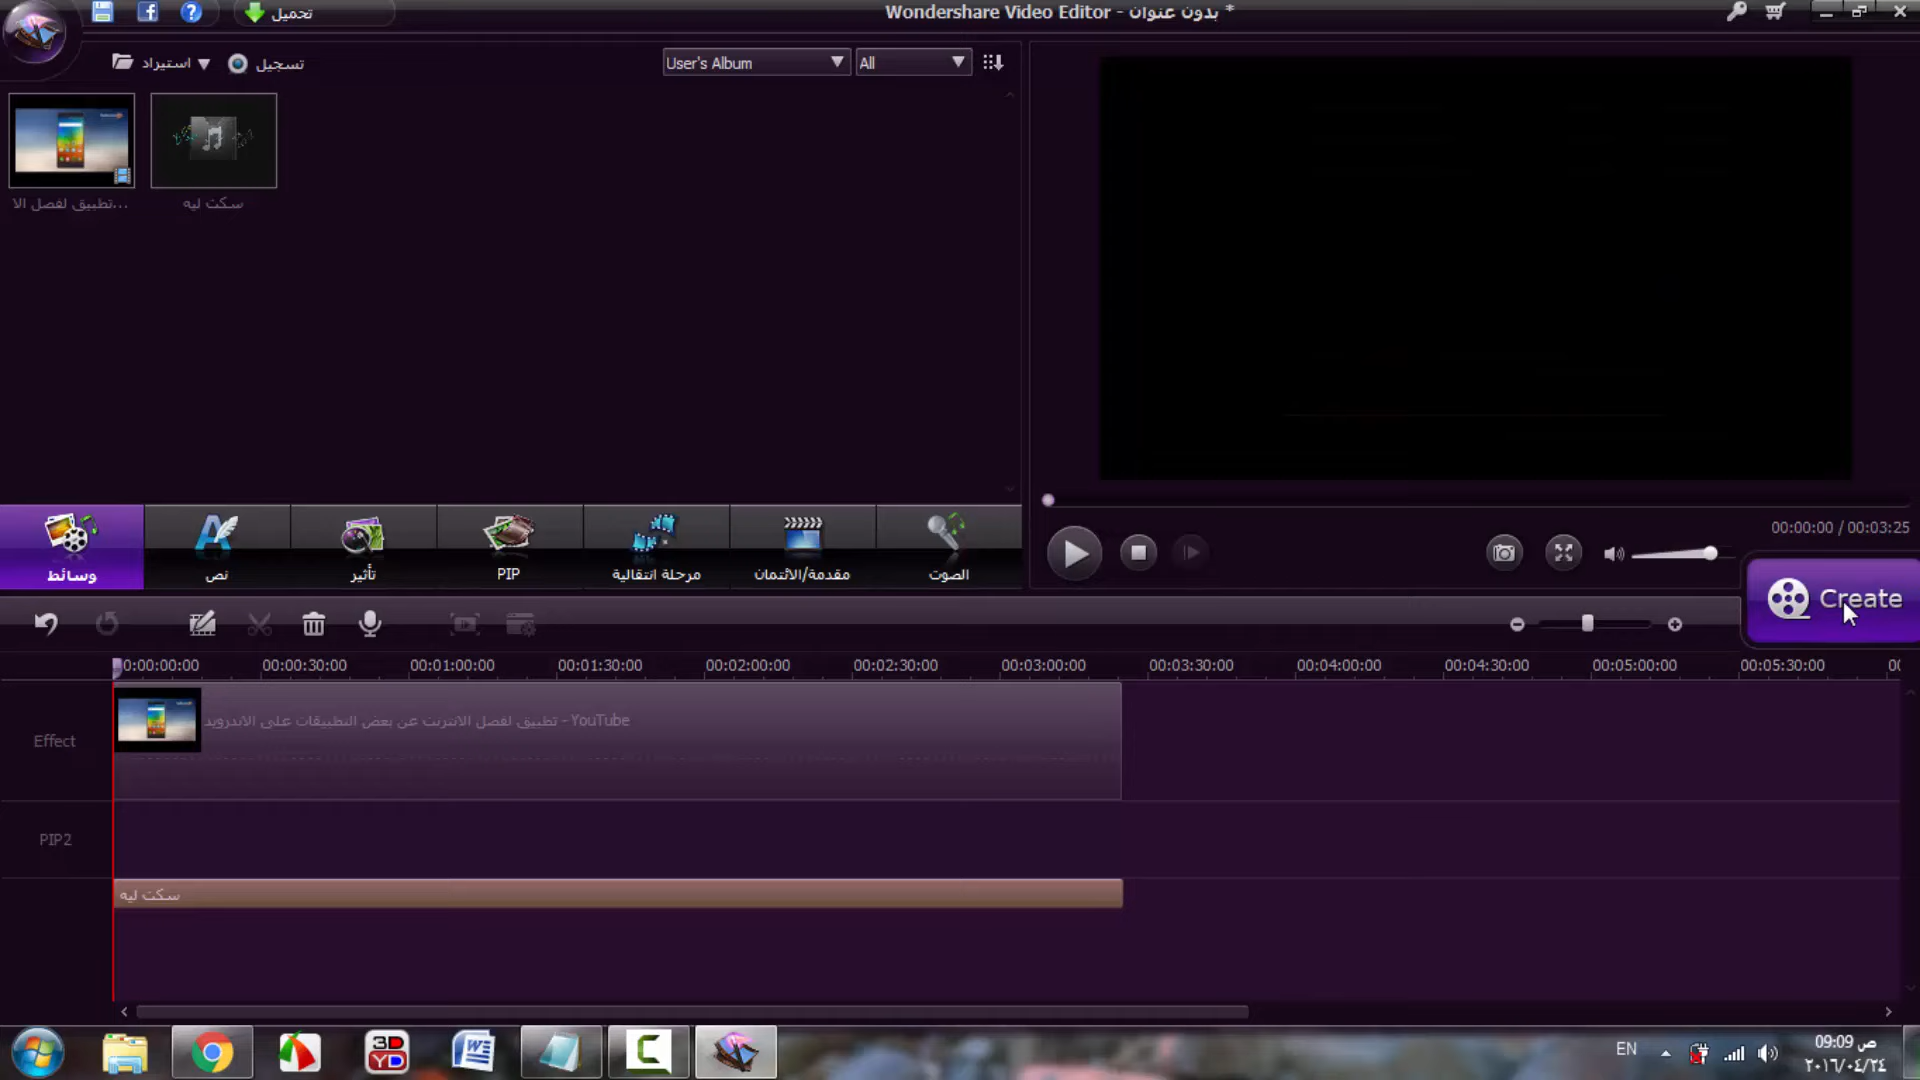 تحميل
Wondershare Video Editor - بدون عنوان *
استيراد
تسجيل
User's Album
All
تطبيق لفصل الا...
سكت ليه
00:00:00 / 00:03:25
وسائط
نص
تأثير
PIP
مرحلة انتقالية
مقدمة/الائتمان
الصوت
Create
0:00:00:00 00:00:30:00 00:01:00:00 00:01:30:00 00:02:00:00 00:02:30:00 00:03:00:00 00:03:30:00 00:04:00:00 00:04:30:00 00:05:00:00 00:05:30:00
Effect
تطبيق لفصل الانترنت عن بعض التطبيقات على الاندرويد - YouTube
PIP2
سكت ليه
3D
YD
EN
09:09 ص
٢٠١٦/٠٤/٢٤